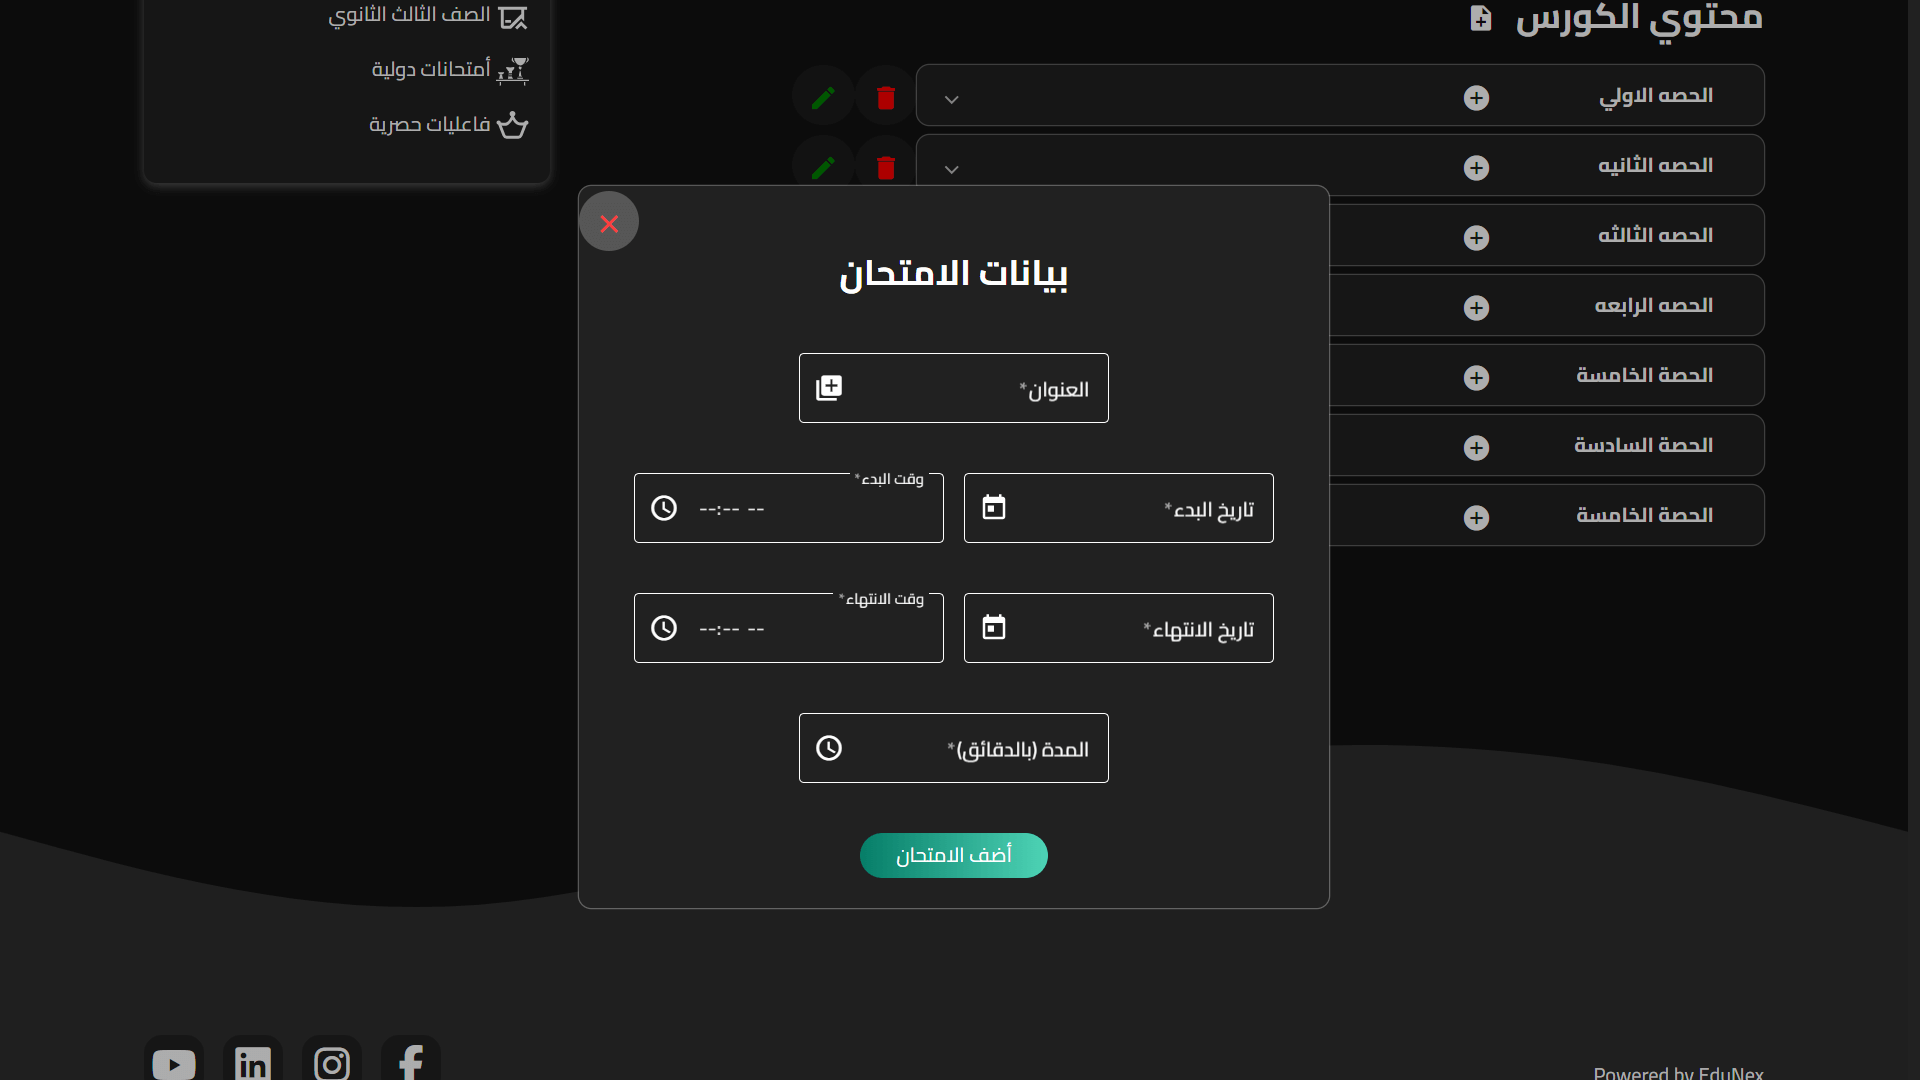 محتوي الكورس
الحصه الاولي
الحصه الثانيه
الحصه الثالثه
الحصه الرابعه
الحصة الخامسة
الحصة السادسة
الحصة الخامسة
الصف الثالث الثانوي
أمتحانات دولية
فاعليات حصرية
بيانات الامتحان
العنوان*
تاريخ البدء*
وقت البدء*
--:-- --
تاريخ الانتهاء*
وقت الانتهاء*
--:-- --
المدة (بالدقائق)*
أضف الامتحان
Powered by EduNex